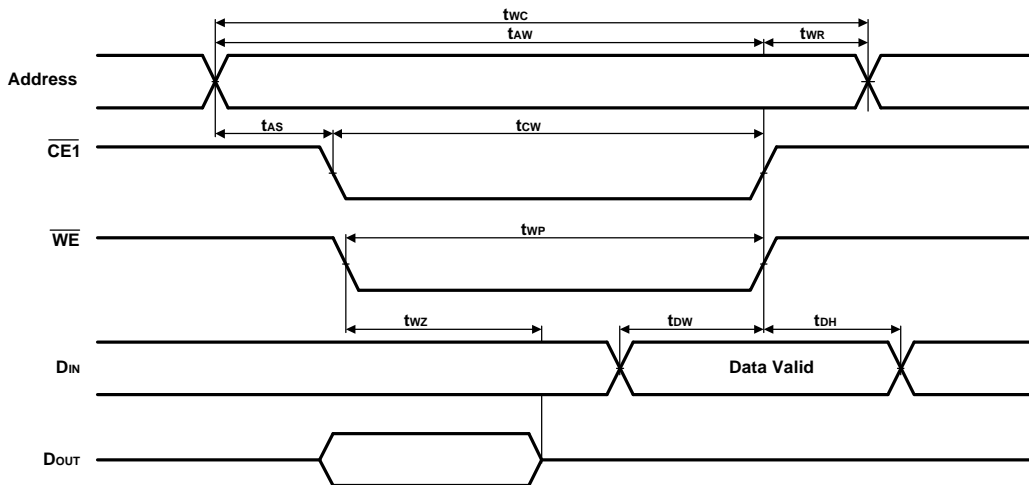 tWC
tAW tWR
Address
tAS tCW
CE1
tWP
WE
tWZ tDW tDH
DIN Data Valid
DOUT